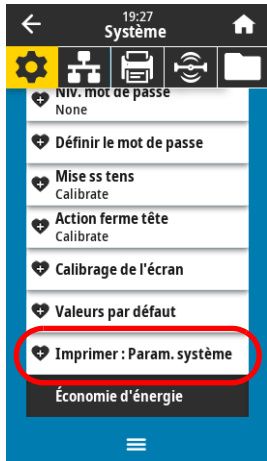 19:27
Système
Niv. mot de passe
None
Définir le mot de passe
Mise ss tens
Calibrate
Action ferme tête
Calibrate
Calibrage de l'écran
Valeurs par défaut
Imprimer : Param. système
Économie d'énergie